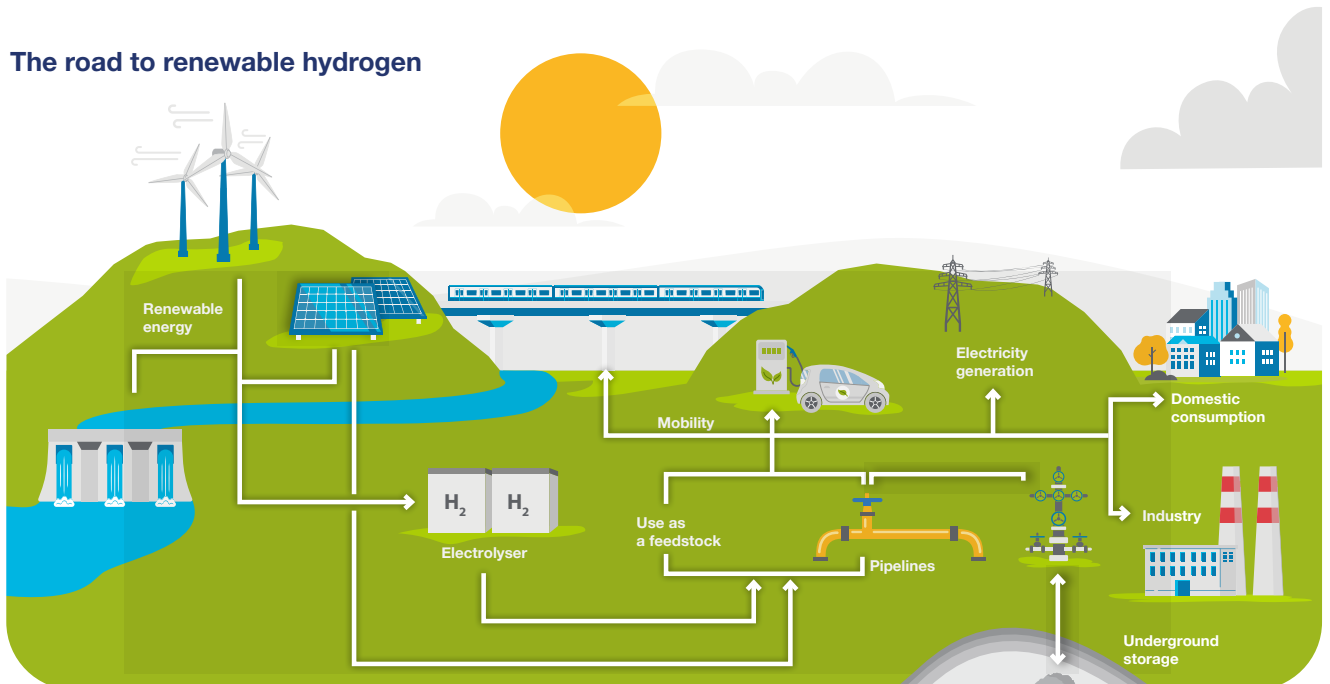 The road to renewable hydrogen
Renewable
energy
Electricity
generation
Domestic
consumption
Mobility
H₂
H₂
Electrolyser
Use as
a feedstock
Pipelines
Industry
Underground
storage